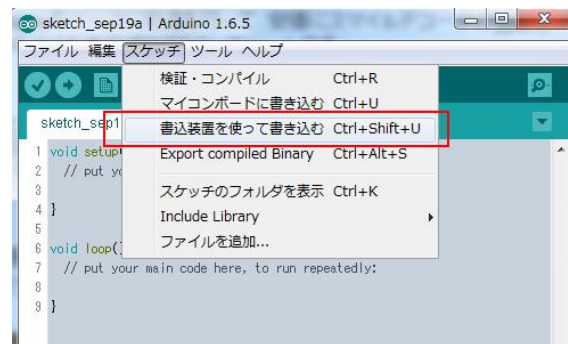 sketch_sep19a | Arduino 1.6.5
ファイル 編集 スケッチ ツール ヘルプ
検証・コンパイル Ctrl+R
マイコンボードに書き込む Ctrl+U
sketch_sep1
書込装置を使って書き込む Ctrl+Shift+U
1 void setup(
Export compiled Binary Ctrl+Alt+S
2 // put yo
3
スケッチのフォルダを表示 Ctrl+K
4 }
5
Include Library
6 void loop()
ファイルを追加...
7 // put your main code here, to run repeatedly:
8
9 }